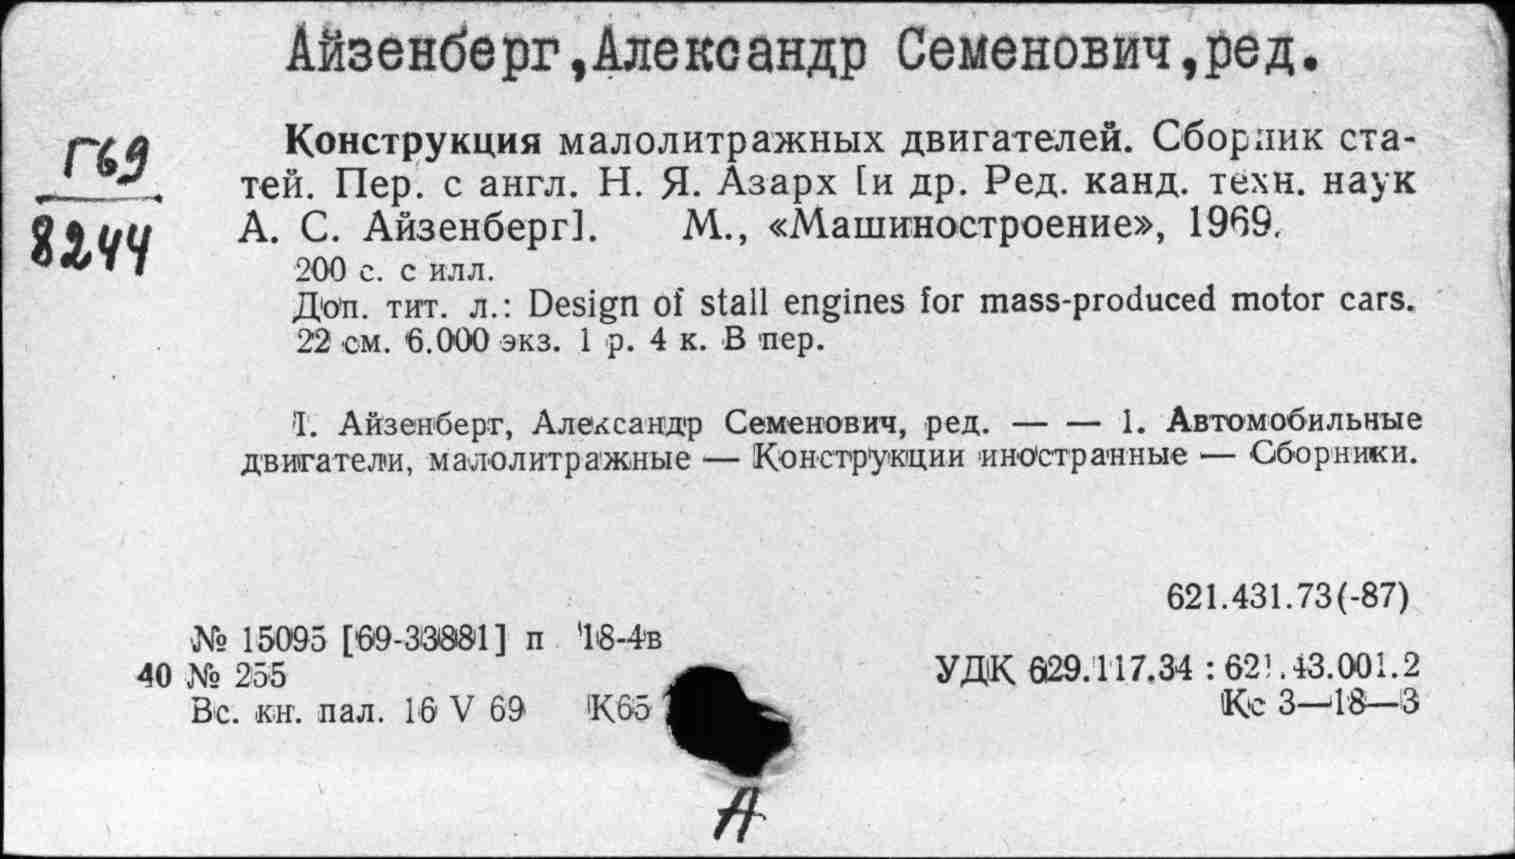 Айзенберг,Александр Семенович,ред.
Г69
8244
Конструкция малолитражных двигателей. Сборник ста-
тей. Пер. с англ. Н. Я. Азарх [и др. Ред. канд. техн. наук
А. С. Айзенберг]. М., «Машиностроение», 1969.
200 с. с илл.
Доп. тит. л.: Design of stall engines for mass-produced motor cars.
22 см. 6.000 экз. 1 р. 4 к. В пер.
I. Айзенберг, Александр Семенович, ред. — — 1. Автомобильные
двигатели, малолитражные — Конструкции иностранные — Сборники.
621.431.73(-87)
№ 15095 [69-33881] п 18-4в
40 № 255
УДК 629.117.34 : 621.43.001.2
Вс. кн. пал. 16 V 69 К65
Кс 3—18—3
А